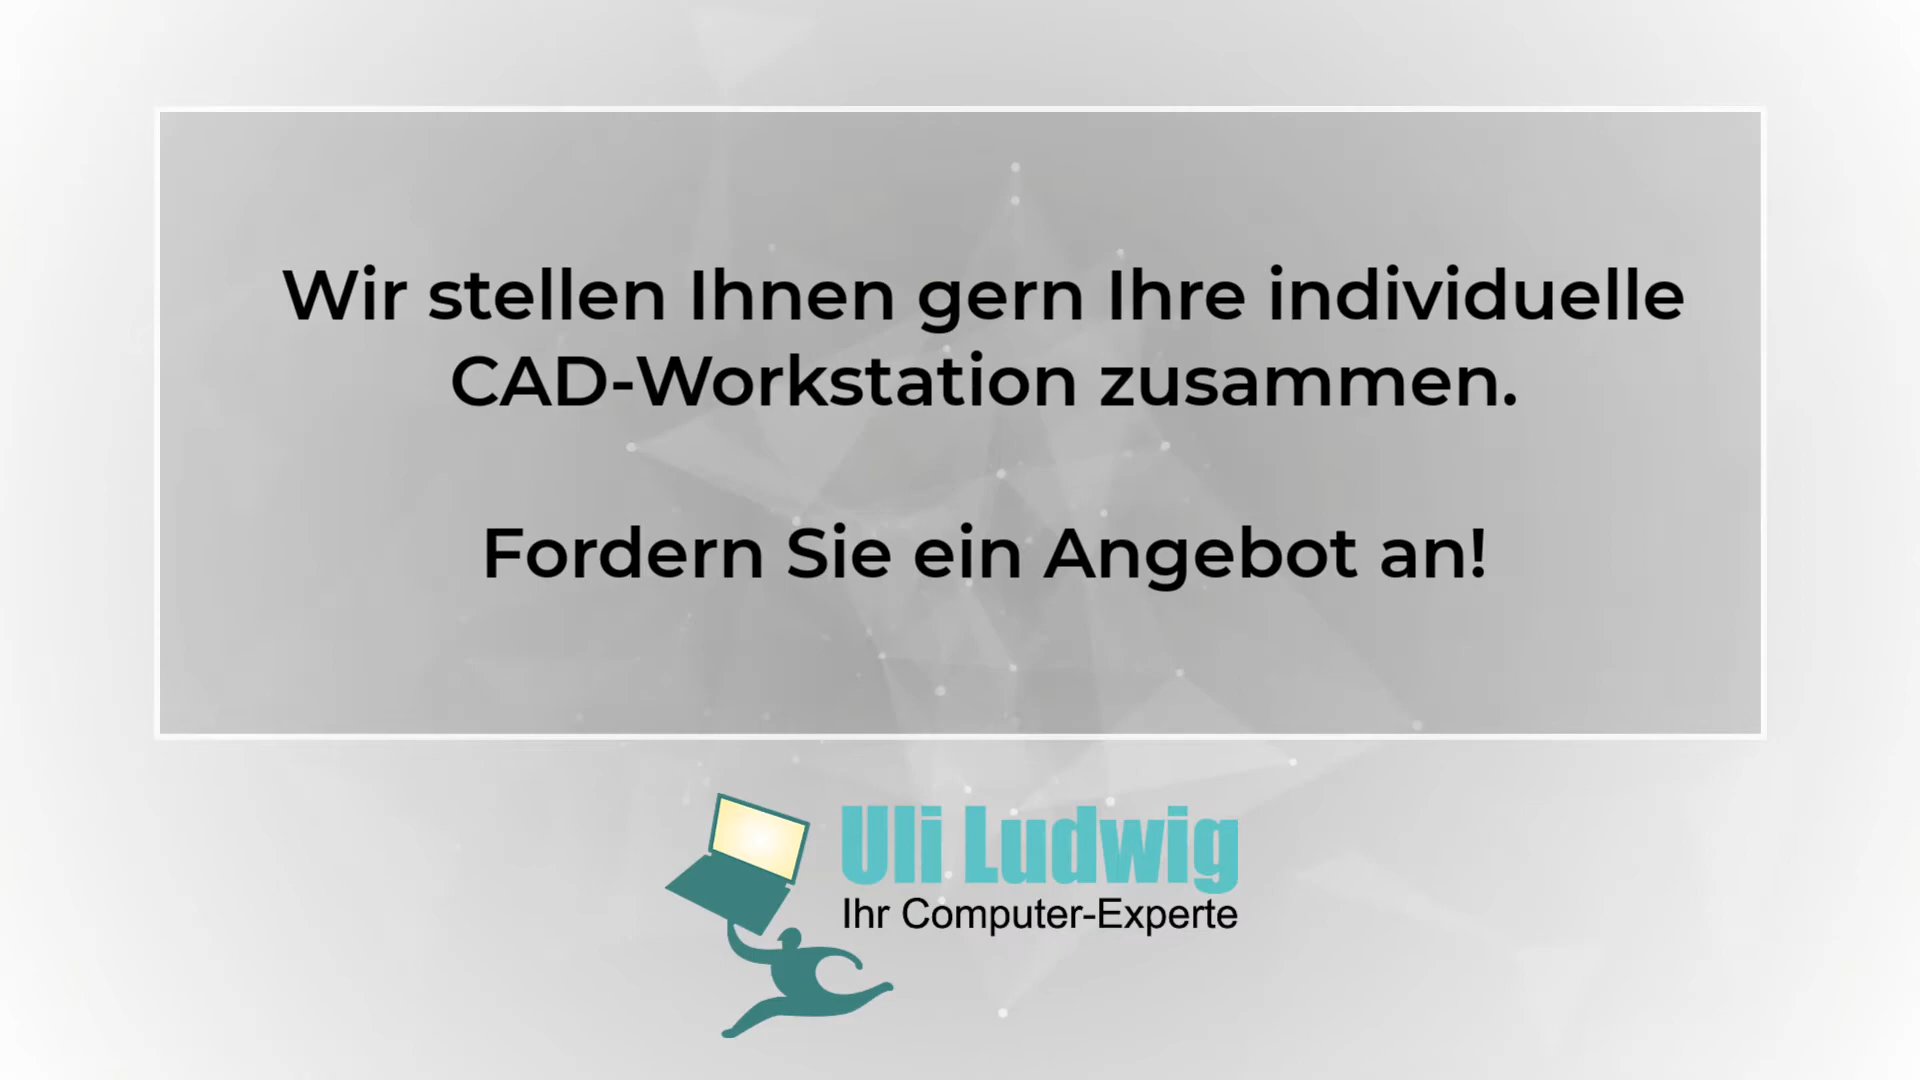 Wir stellen Ihnen gern Ihre individuelle
CAD-Workstation zusammen.
Fordern Sie ein Angebot an!
Uli Ludwig
Ihr Computer-Experte